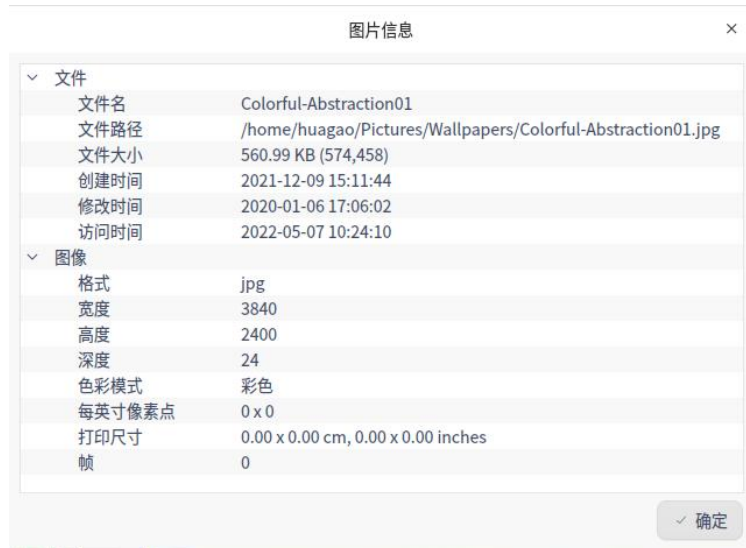 图片信息
文件
文件名 Colorful-Abstraction01
文件路径 /home/huagao/Pictures/Wallpapers/Colorful-Abstraction01.jpg
文件大小 560.99 KB (574,458)
创建时间 2021-12-09 15:11:44
修改时间 2020-01-06 17:06:02
访问时间 2022-05-07 10:24:10
图像
格式 jpg
宽度 3840
高度 2400
深度 24
色彩模式 彩色
每英寸像素点 0 x 0
打印尺寸 0.00 x 0.00 cm, 0.00 x 0.00 inches
帧 0
确定